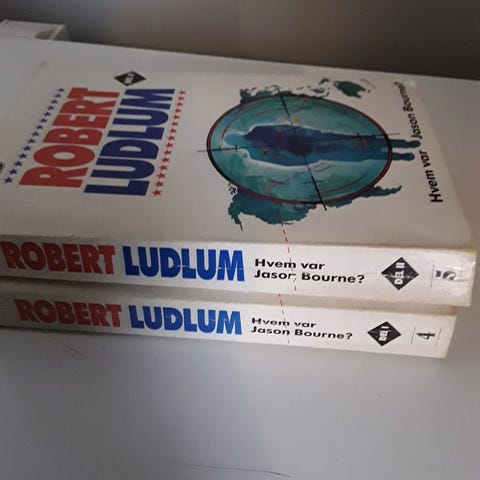 ROBERT
LUDLUM
Hvem var Jason Bourne?
ROBERT LUDLUM
Hvem var
Jason Bourne?
DEL II
5
ROBERT LUDLUM
Hvem var
Jason Bourne?
DEL I
4